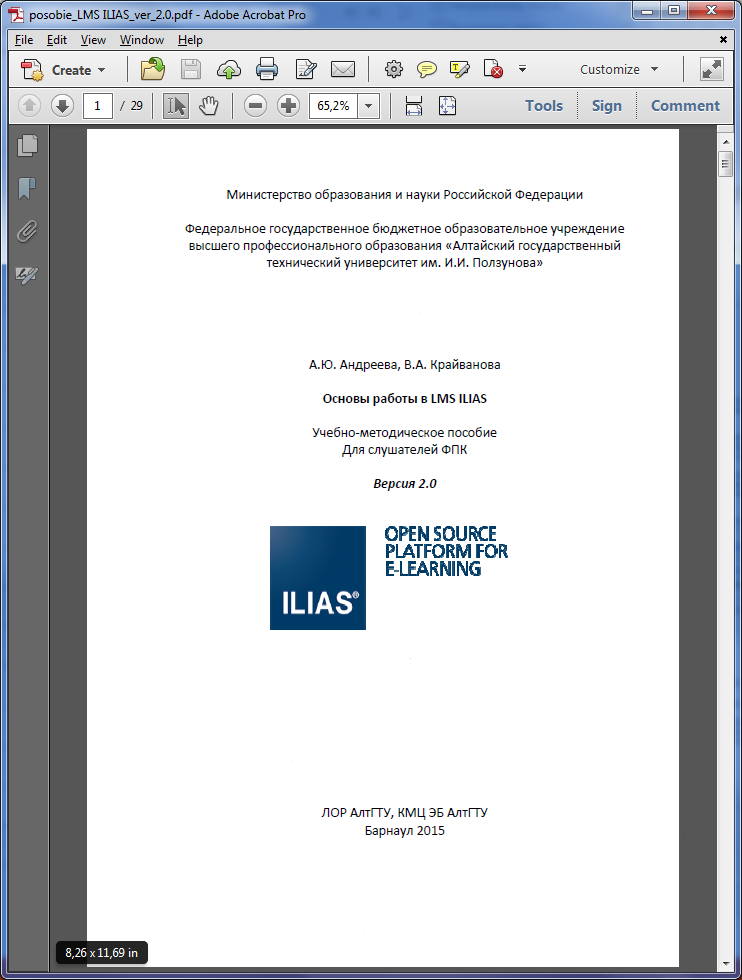 posobie_LMS ILIAS_ver_2.0.pdf - Adobe Acrobat Pro
File Edit View Window Help
Create Customize
1 / 29 65,2% Tools Sign Comment
Министерство образования и науки Российской Федерации
Федеральное государственное бюджетное образовательное учреждение
высшего профессионального образования «Алтайский государственный
технический университет им. И.И. Ползунова»
А.Ю. Андреева, В.А. Крайванова
Основы работы в LMS ILIAS
Учебно-методическое пособие
Для слушателей ФПК
Версия 2.0
OPEN SOURCE
PLATFORM FOR
E-LEARNING
ILIAS®
ЛОР АлтГТУ, КМЦ ЭБ АлтГТУ
Барнаул 2015
8,26 x 11,69 in